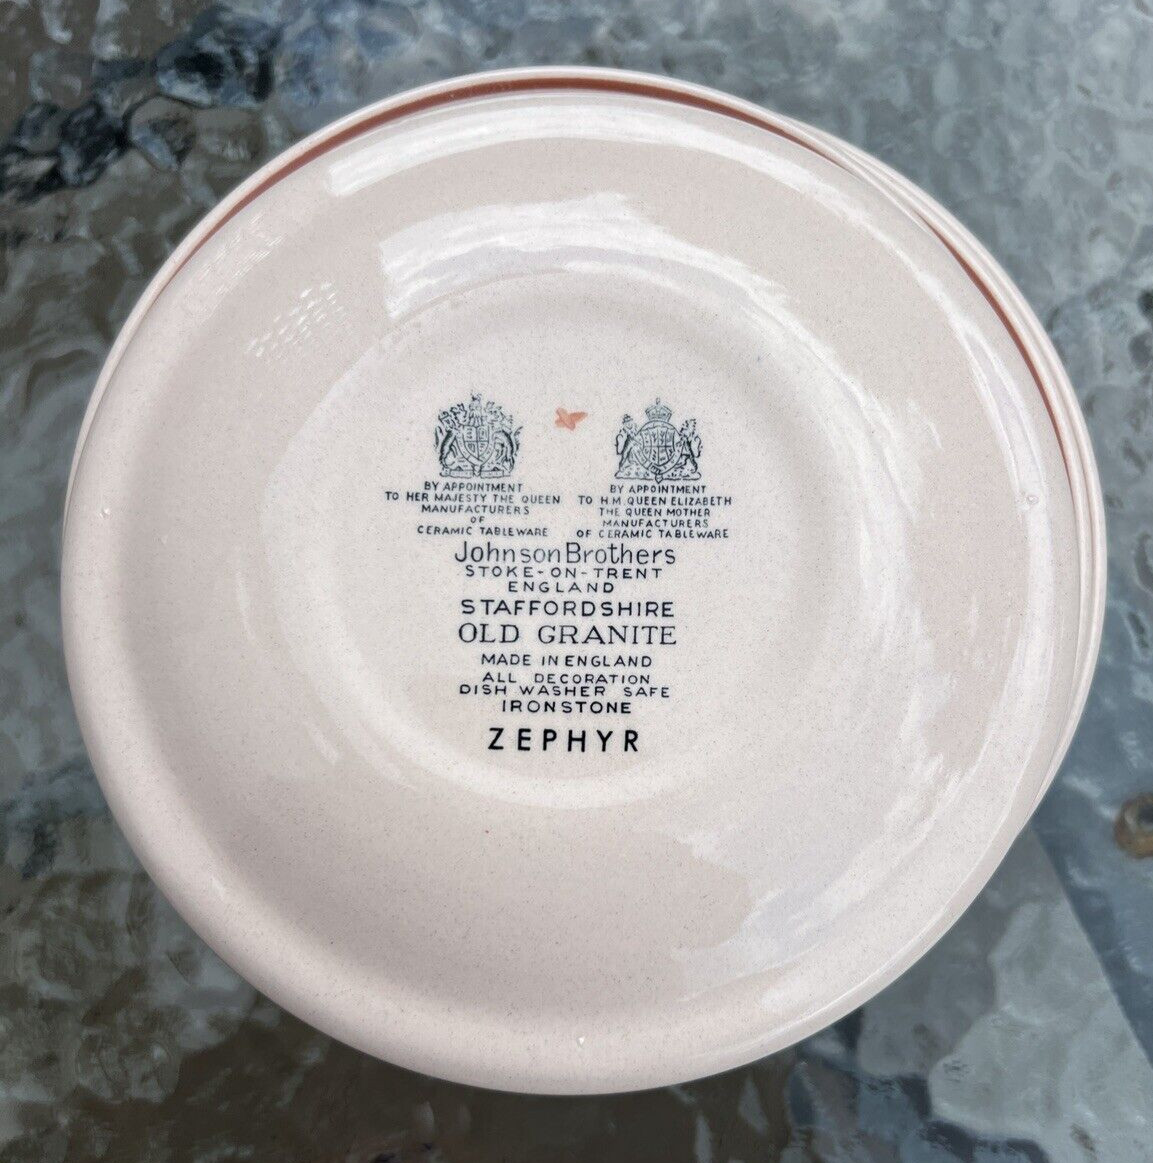 BY APPOINTMENT
TO HER MAJESTY THE QUEEN
MANUFACTURERS
OF
CERAMIC TABLEWARE
BY APPOINTMENT
TO H.M. QUEEN ELIZABETH
THE QUEEN MOTHER
MANUFACTURERS
OF CERAMIC TABLEWARE
Johnson Brothers
STOKE-ON-TRENT
ENGLAND
STAFFORDSHIRE
OLD GRANITE
MADE IN ENGLAND
ALL DECORATION
DISH WASHER SAFE
IRONSTONE
ZEPHYR